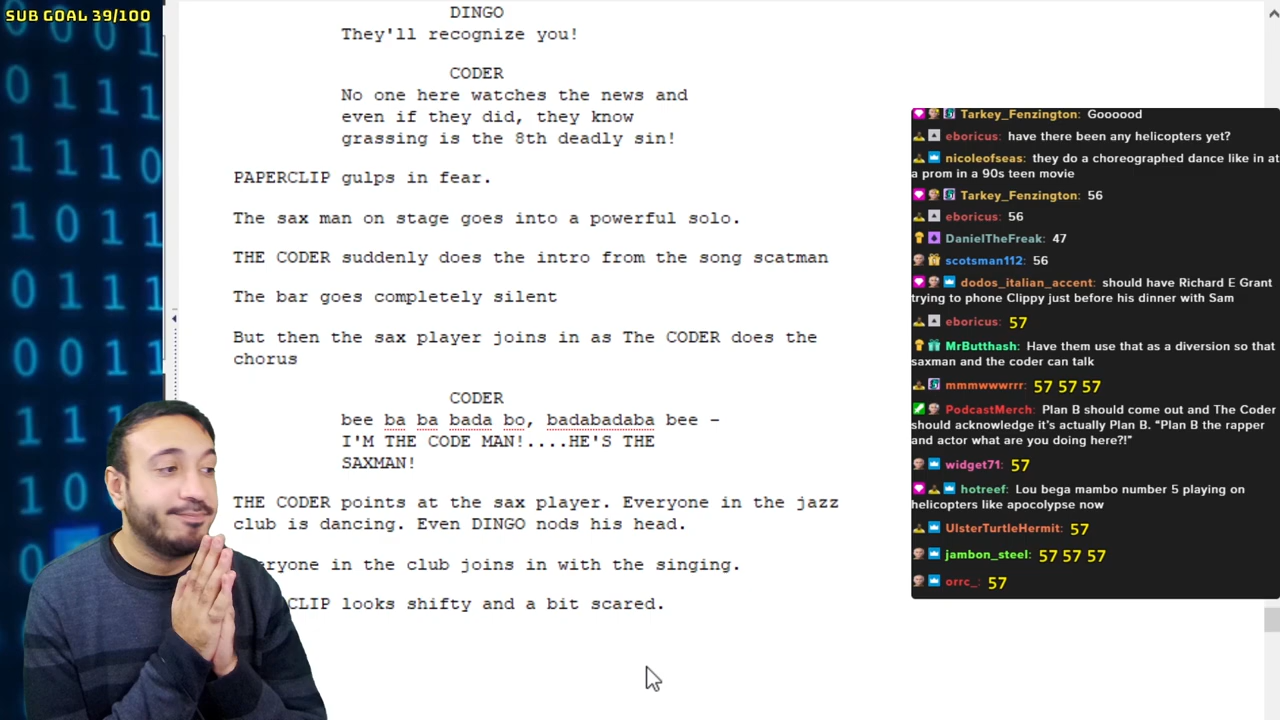 SUB GOAL 39/100
DINGO
They'll recognize you!
CODER
No one here watches the news and
even if they did, they know
grassing is the 8th deadly sin!
PAPERCLIP gulps in fear.
The sax man on stage goes into a powerful solo.
THE CODER suddenly does the intro from the song scatman
The bar goes completely silent
But then the sax player joins in as The CODER does the
chorus
CODER
bee ba ba bada bo, badabadaba bee –
I'M THE CODE MAN!....HE'S THE
SAXMAN!
THE CODER points at the sax player. Everyone in the jazz
club is dancing. Even DINGO nods his head.
eryone in the club joins in with the singing.
CLIP looks shifty and a bit scared.
Tarkey_Fenzington: Goooood
eboricus: have there been any helicopters yet?
nicoleofseas: they do a choreographed dance like in at
a prom in a 90s teen movie
Tarkey_Fenzington: 56
eboricus: 56
DanielTheFreak: 47
scotsman112: 56
dodos_italian_accent: should have Richard E Grant
trying to phone Clippy just before his dinner with Sam
eboricus: 57
MrButthash: Have them use that as a diversion so that
saxman and the coder can talk
mmmwwwrrr: 57 57 57
PodcastMerch: Plan B should come out and The Coder
should acknowledge it's actually Plan B. "Plan B the rapper
and actor what are you doing here?!"
widget71: 57
hotreef: Lou bega mambo number 5 playing on
helicopters like apocolypse now
UlsterTurtleHermit: 57
jambon_steel: 57 57 57
orrc_: 57